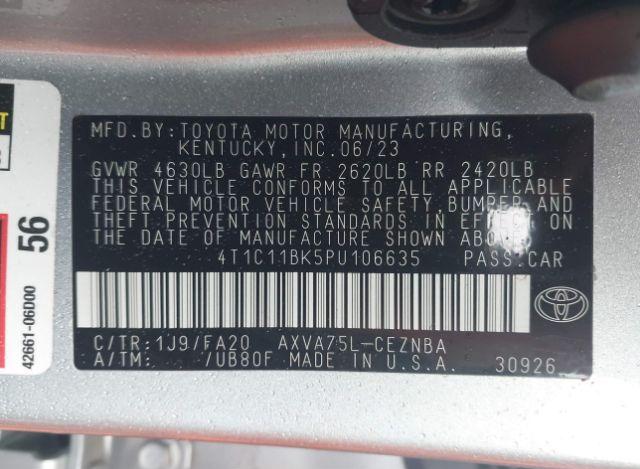 MFD.BY:TOYOTA MOTOR MANUFACTURING,
KENTUCKY,INC.06/23
GVWR 4630LB GAWR FR 2620LB RR 2420LB
THIS VEHICLE CONFORMS TO ALL APPLICABLE
FEDERAL MOTOR VEHICLE SAFETY, BUMPER AND
THEFT PREVENTION STANDARDS IN EFFECT ON
THE DATE OF MANUFACTURE SHOWN ABOVE.
4T1C11BK5PU106635 PASS.CAR
C/TR:1J9/FA20 AXVA75L-CEZNBA
A/TM: /UB80F MADE IN U.S.A. 30926
56
42661-06D00